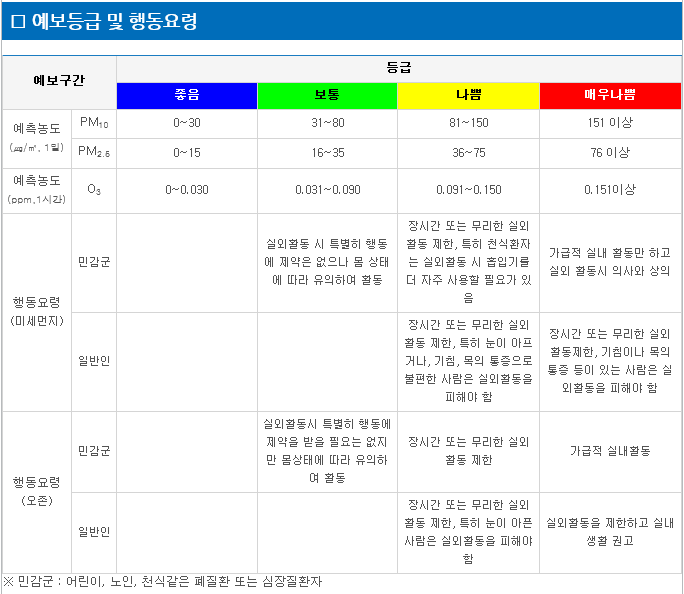 □ 예보등급 및 행동요령
예보구간
등급
좋음
보통
나쁨
매우나쁨
예측농도
(㎍/㎥, 1일)
PM₁₀
0~30
31~80
81~150
151 이상
PM₂.₅
0~15
16~35
36~75
76 이상
예측농도
(ppm,1시간)
O₃
0~0.030
0.031~0.090
0.091~0.150
0.151이상
행동요령
(미세먼지)
민감군
실외활동 시 특별히 행동
에 제약은 없으나 몸 상태
에 따라 유의하여 활동
장시간 또는 무리한 실외
활동 제한, 특히 천식환자
는 실외활동 시 흡입기를
더 자주 사용할 필요가 있
음
가급적 실내 활동만 하고
실외 활동시 의사와 상의
일반인
장시간 또는 무리한 실외
활동 제한, 특히 눈이 아프
거나, 기침, 목의 통증으로
불편한 사람은 실외활동을
피해야 함
장시간 또는 무리한 실외
활동제한, 기침이나 목의
통증 등이 있는 사람은 실
외활동을 피해야 함
행동요령
(오존)
민감군
실외활동시 특별히 행동에
제약을 받을 필요는 없지
만 몸상태에 따라 유의하
여 활동
장시간 또는 무리한 실외
활동 제한
가급적 실내활동
일반인
장시간 또는 무리한 실외
활동 제한, 특히 눈이 아픈
사람은 실외활동을 피해야
함
실외활동을 제한하고 실내
생활 권고
※ 민감군 : 어린이, 노인, 천식같은 폐질환 또는 심장질환자